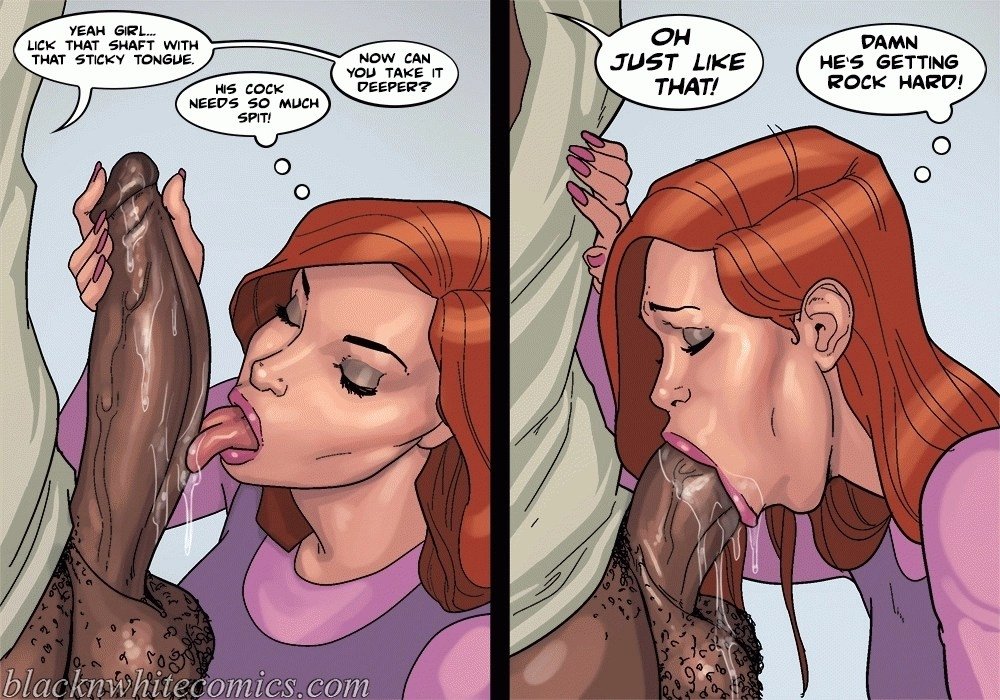 YEAH GIRL...
LICK THAT SHAFT WITH
THAT STICKY TONGUE.
NOW CAN
YOU TAKE IT
DEEPER?
HIS COCK
NEEDS SO MUCH
SPIT!
OH
JUST LIKE
THAT!
DAMN
HE'S GETTING
ROCK HARD!
blacknwhitecomics.com